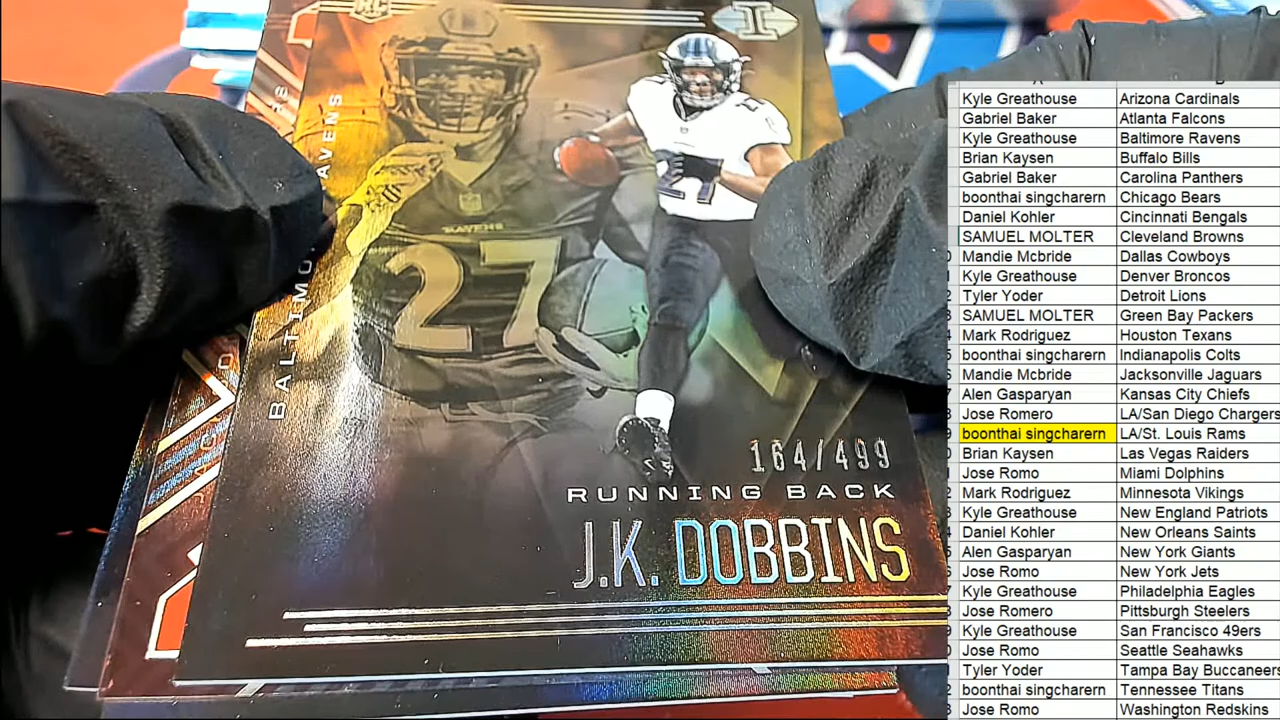 RC
I
BALTIMO
AVENS
RAVENS
27
27
164/499
RUNNING BACK
J.K. DOBBINS
Kyle Greathouse Arizona Cardinals
Gabriel Baker Atlanta Falcons
Kyle Greathouse Baltimore Ravens
Brian Kaysen Buffalo Bills
Gabriel Baker Carolina Panthers
boonthai singcharern Chicago Bears
Daniel Kohler Cincinnati Bengals
SAMUEL MOLTER Cleveland Browns
Mandie Mcbride Dallas Cowboys
Kyle Greathouse Denver Broncos
Tyler Yoder Detroit Lions
SAMUEL MOLTER Green Bay Packers
Mark Rodriguez Houston Texans
boonthai singcharern Indianapolis Colts
Mandie Mcbride Jacksonville Jaguars
Alen Gasparyan Kansas City Chiefs
Jose Romero LA/San Diego Chargers
boonthai singcharern LA/St. Louis Rams
Brian Kaysen Las Vegas Raiders
Jose Romo Miami Dolphins
Mark Rodriguez Minnesota Vikings
Kyle Greathouse New England Patriots
Daniel Kohler New Orleans Saints
Alen Gasparyan New York Giants
Jose Romo New York Jets
Kyle Greathouse Philadelphia Eagles
Jose Romero Pittsburgh Steelers
Kyle Greathouse San Francisco 49ers
Jose Romo Seattle Seahawks
Tyler Yoder Tampa Bay Buccaneers
boonthai singcharern Tennessee Titans
Jose Romo Washington Redskins